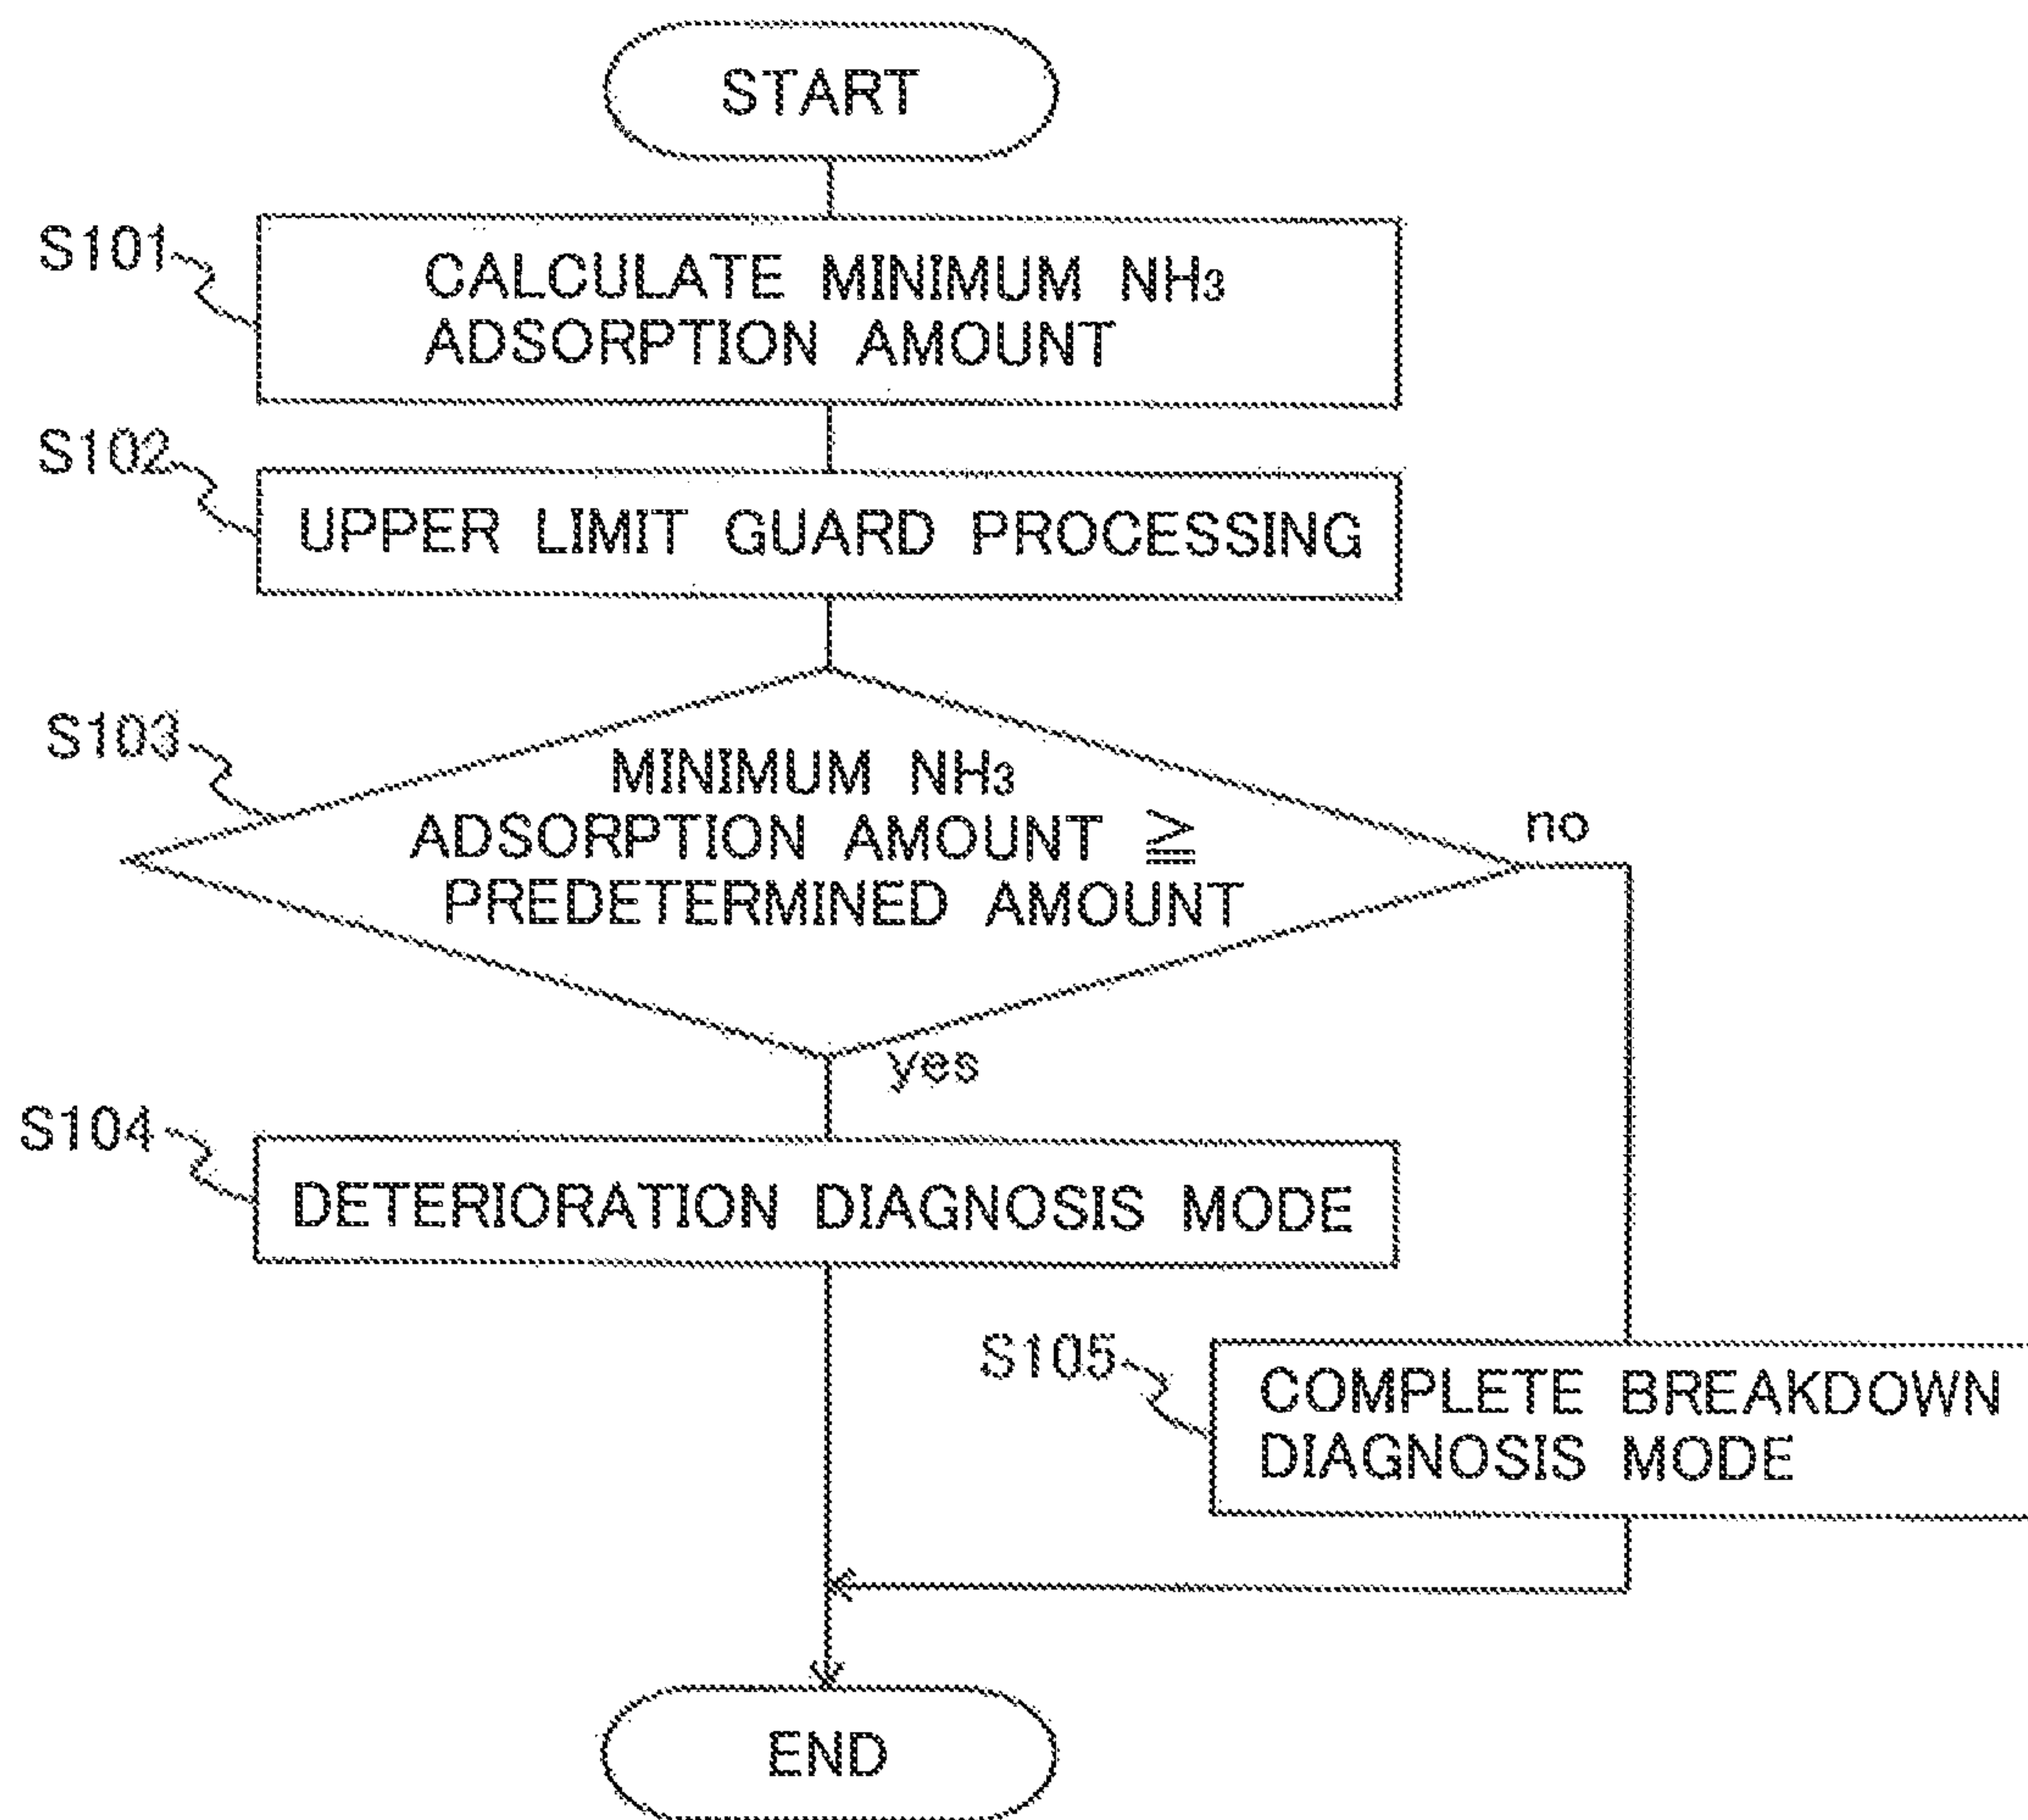 START
S101
CALCULATE MINIMUM NH₃
ADSORPTION AMOUNT
S102
UPPER LIMIT GUARD PROCESSING
S103
MINIMUM NH₃
ADSORPTION AMOUNT ≧
PREDETERMINED AMOUNT
no
yes
S104
DETERIORATION DIAGNOSIS MODE
S105
COMPLETE BREAKDOWN
DIAGNOSIS MODE
END